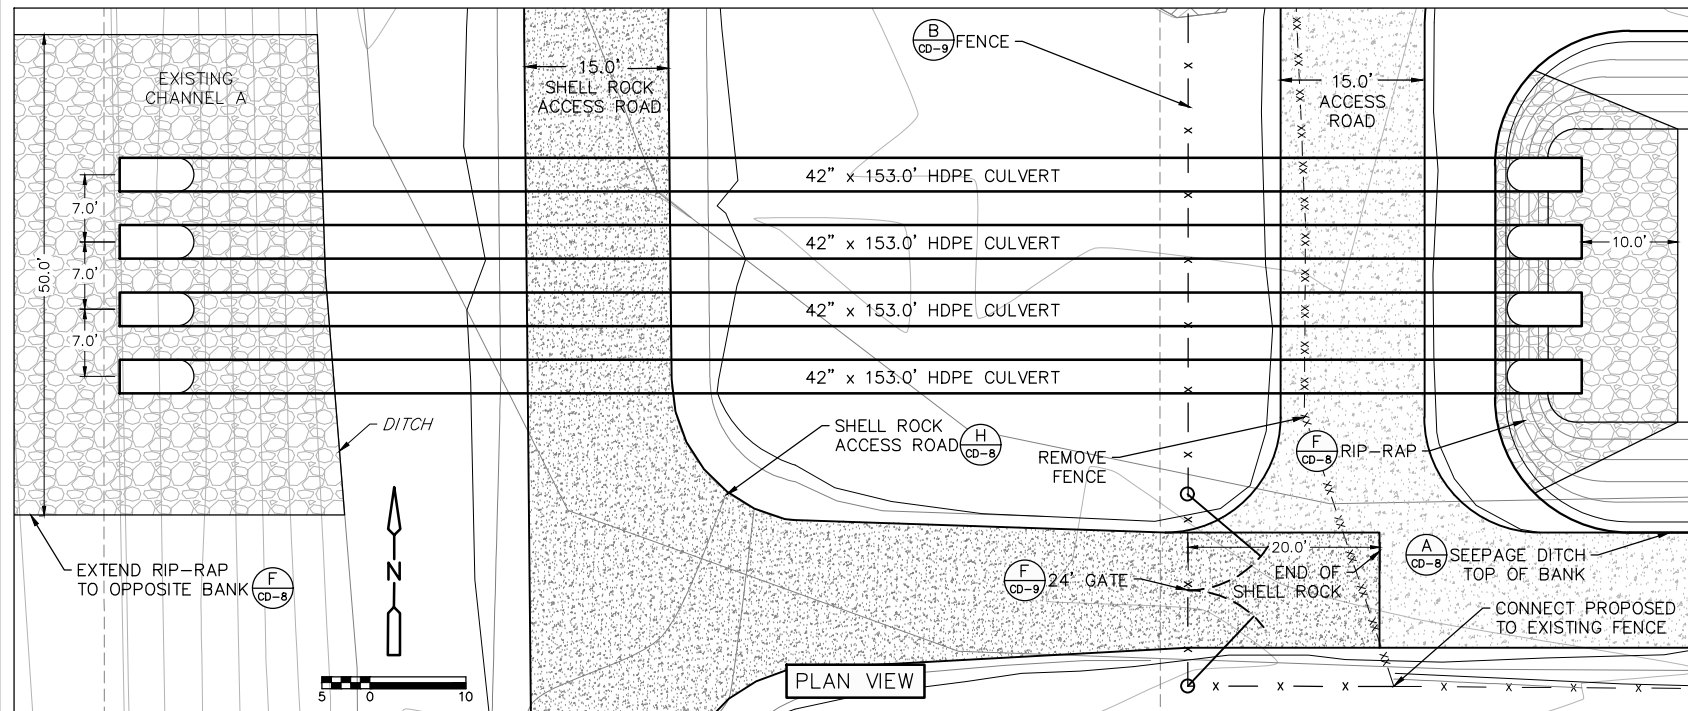 EXISTING
CHANNEL A
15.0'
SHELL ROCK
ACCESS ROAD
B
CD-9
FENCE
15.0'
ACCESS
ROAD
42" x 153.0' HDPE CULVERT
7.0'
42" x 153.0' HDPE CULVERT
10.0'
50.0'
7.0'
42" x 153.0' HDPE CULVERT
7.0'
42" x 153.0' HDPE CULVERT
DITCH
SHELL ROCK
ACCESS ROAD
H
CD-8
REMOVE
FENCE
F
CD-8
RIP-RAP
EXTEND RIP-RAP
TO OPPOSITE BANK
F
CD-8
N
F
CD-9
24' GATE
20.0'
END OF
SHELL ROCK
A
CD-8
SEEPAGE DITCH
TOP OF BANK
CONNECT PROPOSED
TO EXISTING FENCE
5 0 10
PLAN VIEW